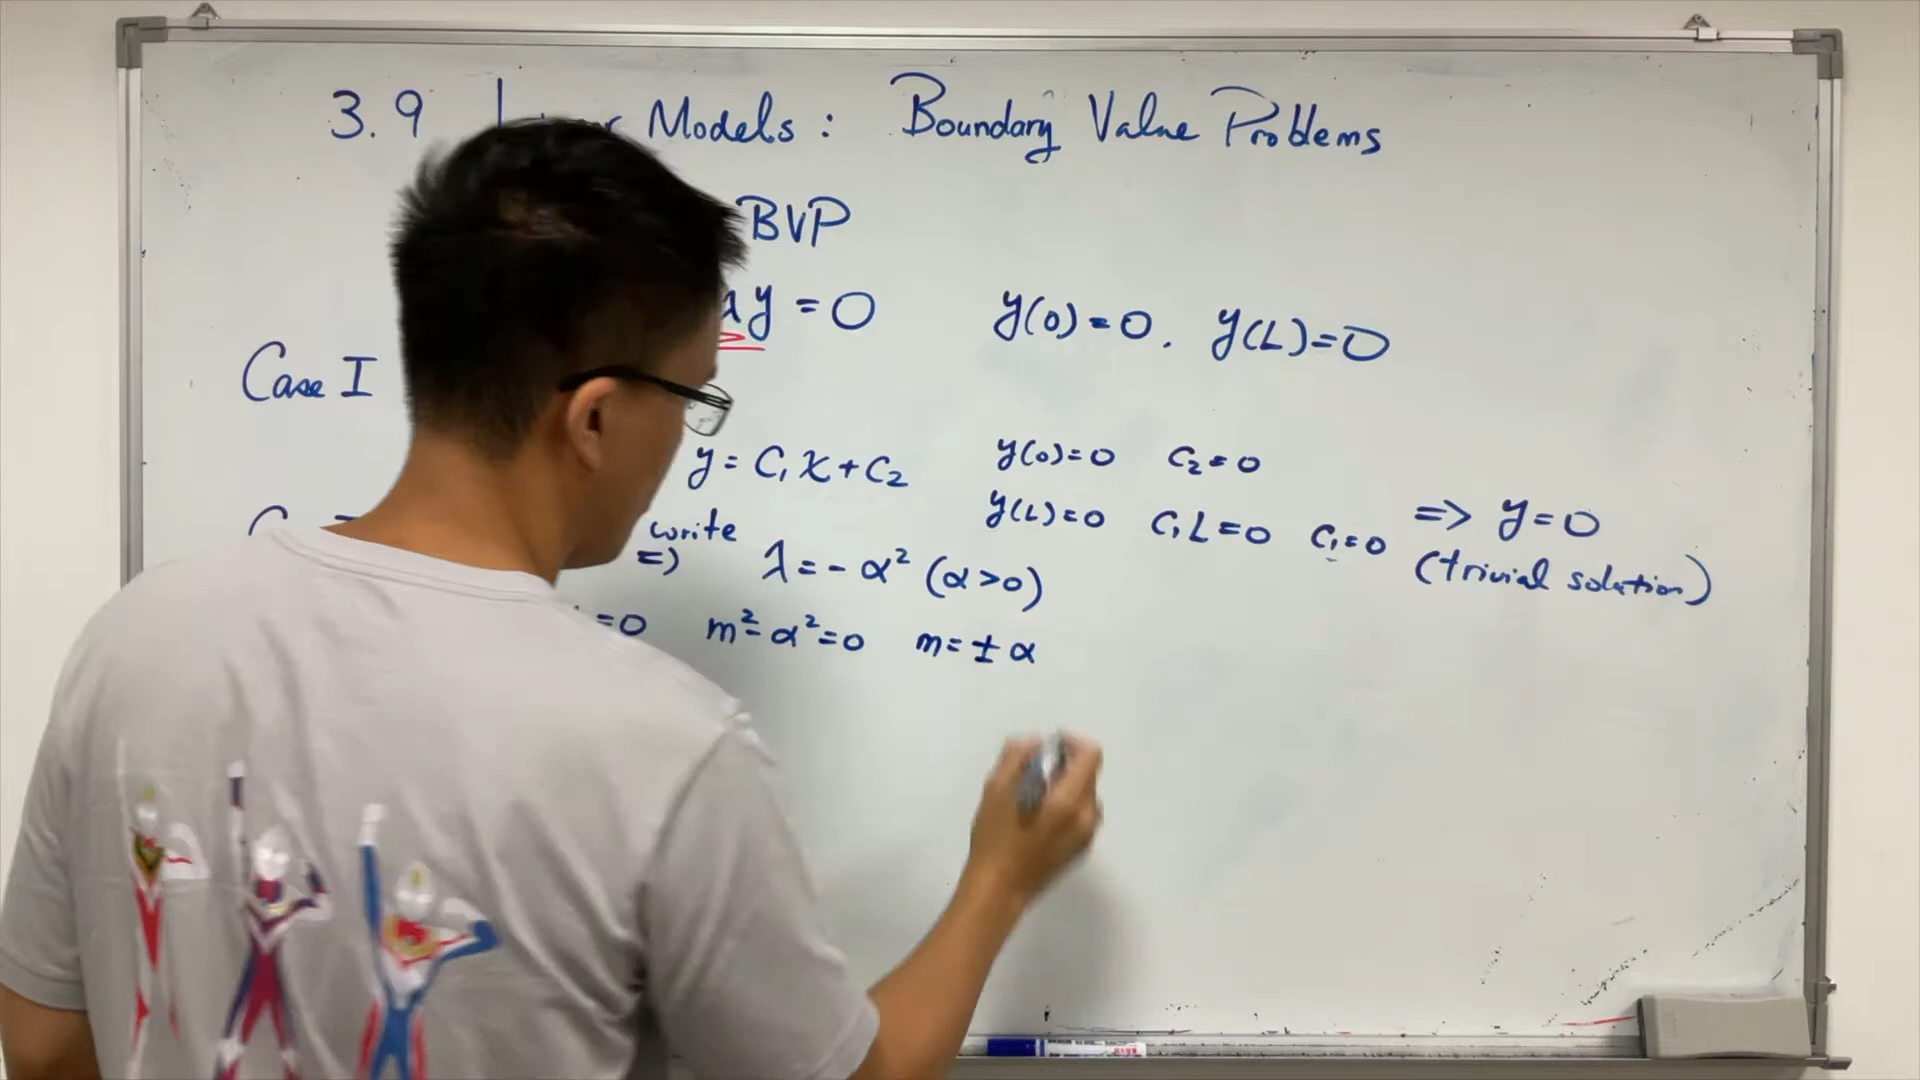 3.9 Models : Boundary Value Problems
BVP
λy = 0 y(0) = 0 . y(L) = 0
Case I
y = C₁x + C₂ y(0) = 0 C₂ = 0
y(L) = 0 C₁L = 0 C₁ = 0 => y = 0
(trivial solution)
write
=> λ = - α² (α > 0)
= 0 m² - α² = 0 m = ± α